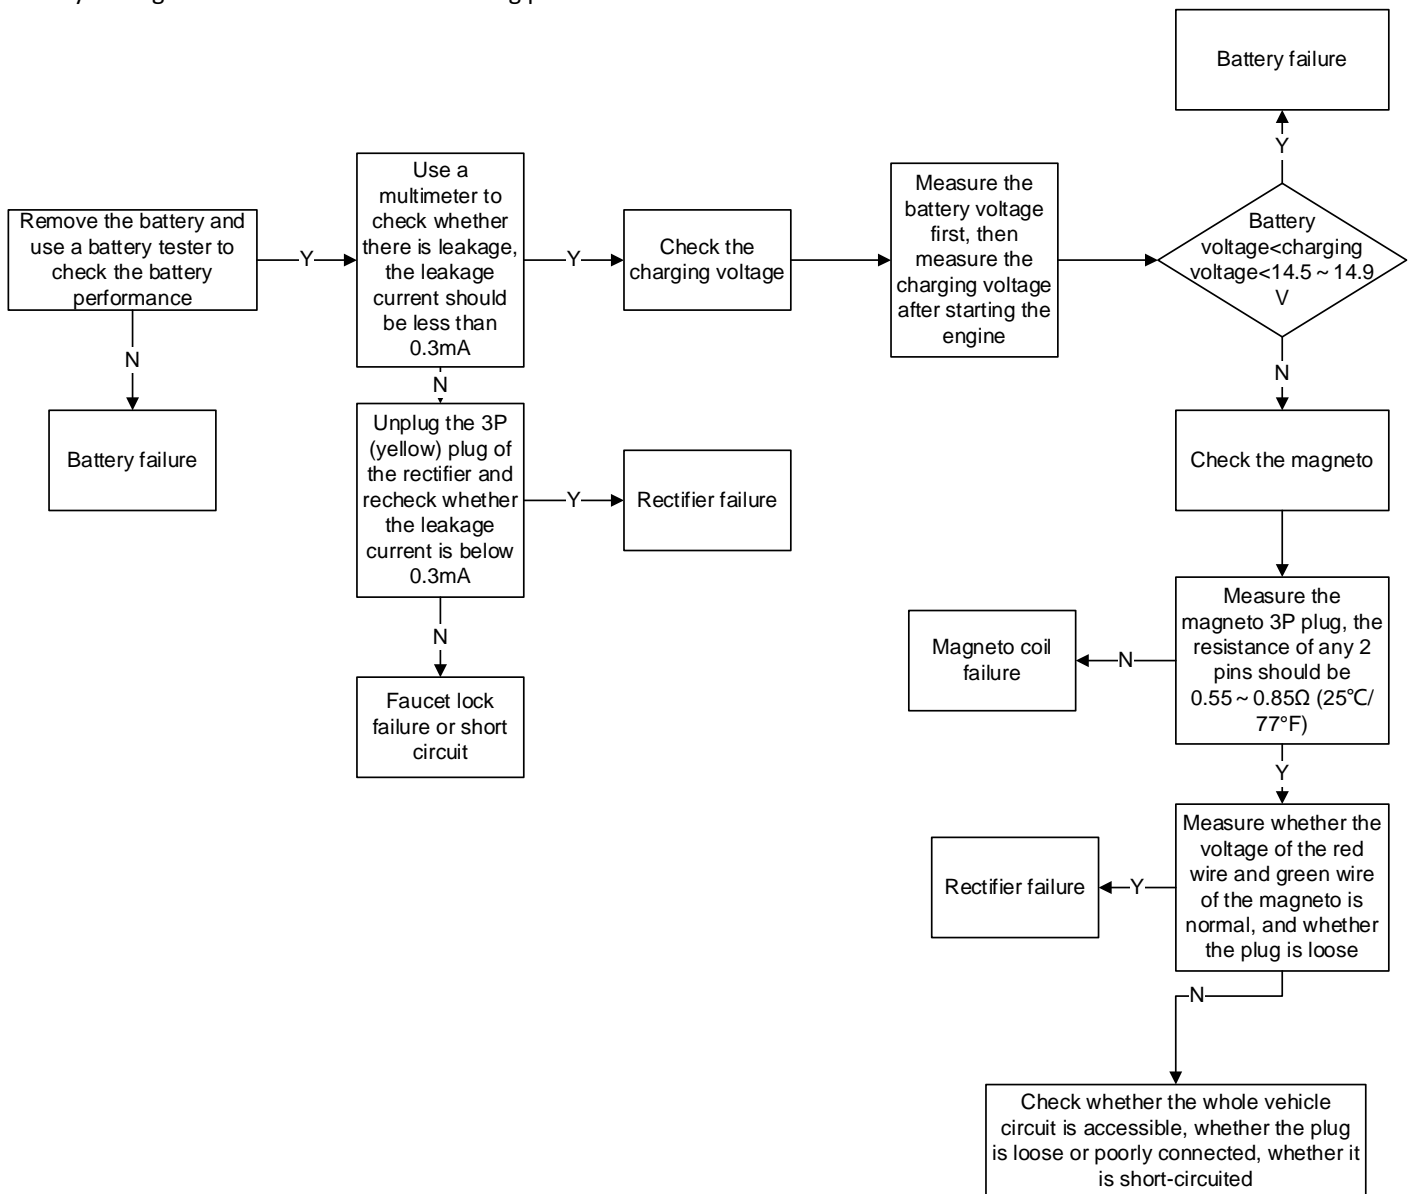 Battery failure
Remove the battery and
use a battery tester to
check the battery
performance
Y
Use a
multimeter to
check whether
there is leakage,
the leakage
current should
be less than
0.3mA
Y
Check the
charging voltage
Measure the
battery voltage
first, then
measure the
charging voltage
after starting the
engine
Battery
voltage<charging
voltage<14.5～14.9
V
Y
N
N
N
Battery failure
Unplug the 3P
(yellow) plug of
the rectifier and
recheck whether
the leakage
current is below
0.3mA
Y
Rectifier failure
Check the magneto
N
Faucet lock
failure or short
circuit
Measure the
magneto 3P plug, the
resistance of any 2
pins should be
0.55～0.85Ω (25℃/
77°F)
N
Magneto coil
failure
Y
Measure whether the
voltage of the red
wire and green wire
of the magneto is
normal, and whether
the plug is loose
Y
Rectifier failure
N
Check whether the whole vehicle
circuit is accessible, whether the plug
is loose or poorly connected, whether it
is short-circuited